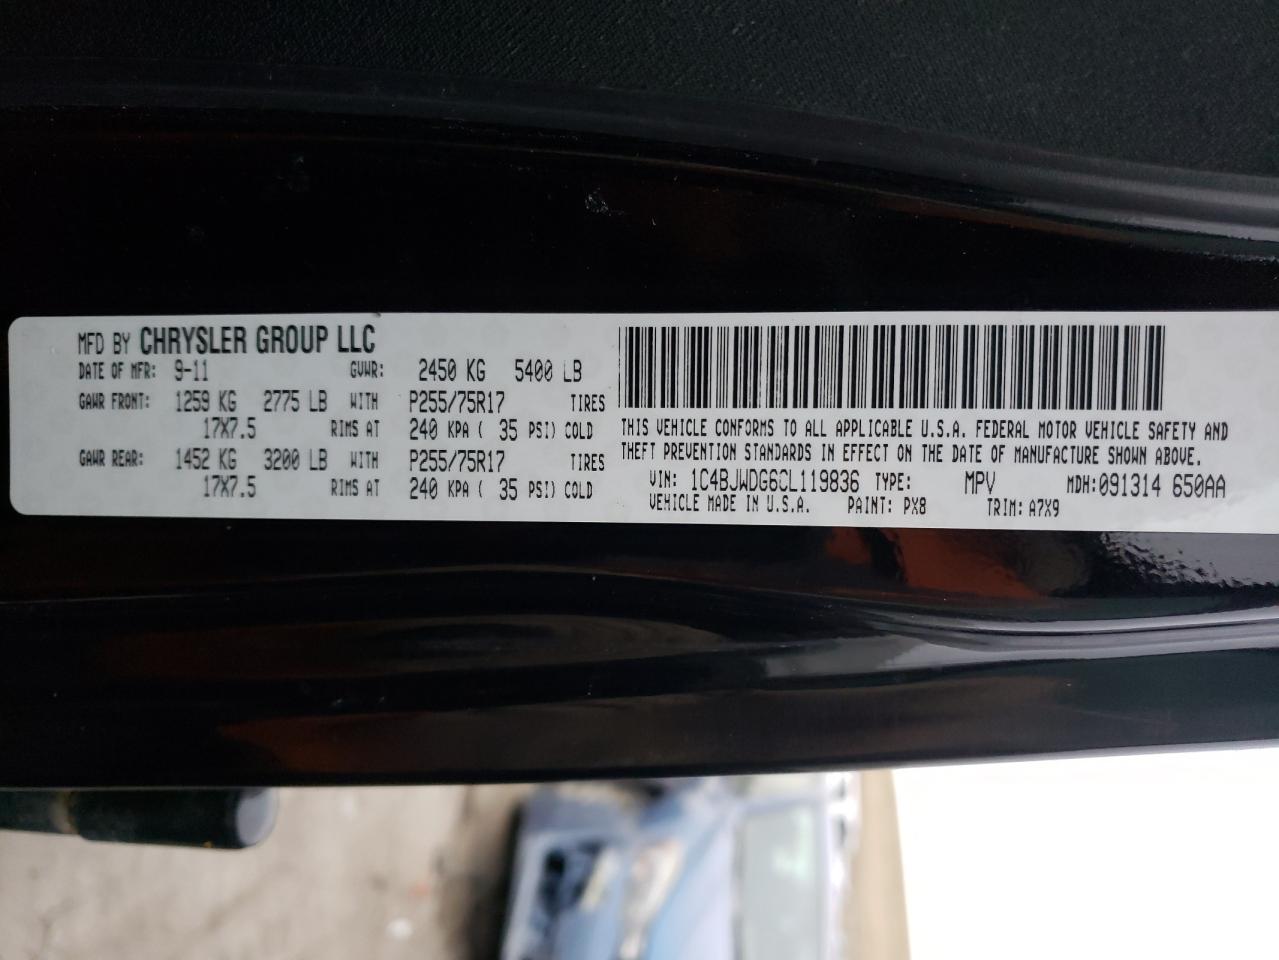 MFD BY CHRYSLER GROUP LLC
DATE OF MFR: 9-11 GVWR: 2450 KG 5400 LB
GAWR FRONT: 1259 KG 2775 LB WITH P255/75R17 TIRES
17X7.5 RIMS AT 240 KPA ( 35 PSI) COLD
GAWR REAR: 1452 KG 3200 LB WITH P255/75R17 TIRES
17X7.5 RIMS AT 240 KPA ( 35 PSI) COLD
THIS VEHICLE CONFORMS TO ALL APPLICABLE U.S.A. FEDERAL MOTOR VEHICLE SAFETY AND
THEFT PREVENTION STANDARDS IN EFFECT ON THE DATE OF MANUFACTURE SHOWN ABOVE.
VIN: 1C4BJWDG6CL119836 TYPE: MPV MDH:091314 650AA
VEHICLE MADE IN U.S.A. PAINT: PX8 TRIM: A7X9